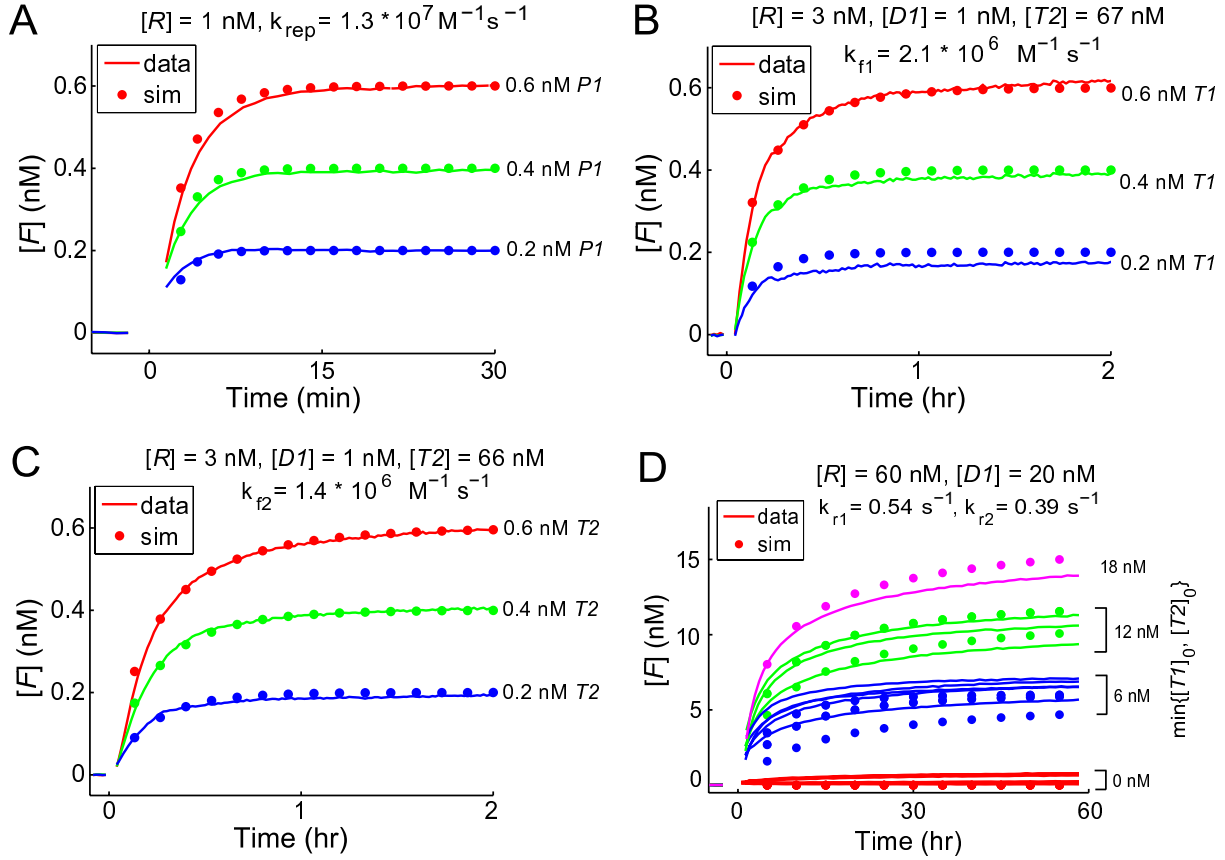 A
[R] = 1 nM, k_rep = 1.3 * 10^7 M^−1 s^−1
data
sim
0.6 nM P1
0.4 nM P1
0.2 nM P1
0.6
0.4
0.2
0
[F] (nM)
0 15 30
Time (min)
B
[R] = 3 nM, [D1] = 1 nM, [T2] = 67 nM
k_f1 = 2.1 * 10^6 M^−1 s^−1
data
sim
0.6 nM T1
0.4 nM T1
0.2 nM T1
0.6
0.4
0.2
0
[F] (nM)
0 1 2
Time (hr)
C
[R] = 3 nM, [D1] = 1 nM, [T2] = 66 nM
k_f2 = 1.4 * 10^6 M^−1 s^−1
data
sim
0.6 nM T2
0.4 nM T2
0.2 nM T2
0.6
0.4
0.2
0
[F] (nM)
0 1 2
Time (hr)
D
[R] = 60 nM, [D1] = 20 nM
k_r1 = 0.54 s^−1, k_r2 = 0.39 s^−1
data
sim
18 nM
12 nM
6 nM
0 nM
min{[T1]_0, [T2]_0}
15
10
5
0
[F] (nM)
0 30 60
Time (hr)